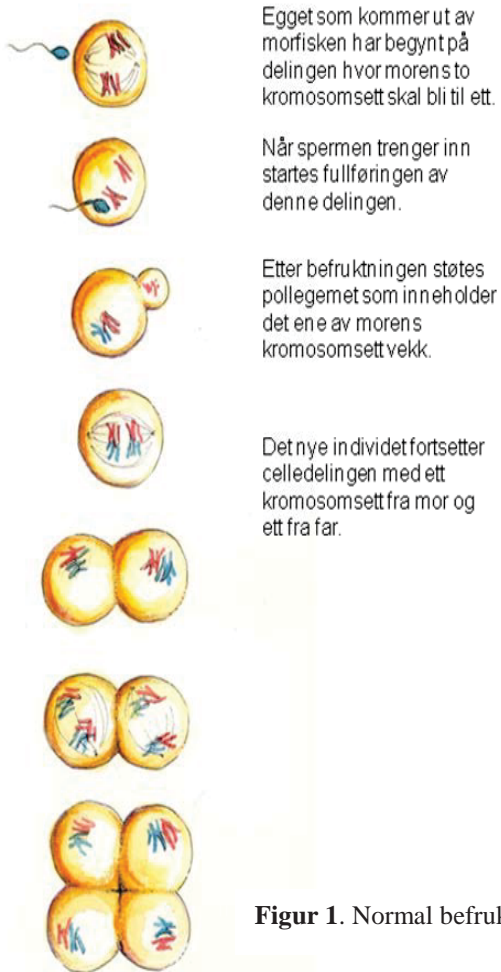 Egget som kommer ut av
morfisken har begynt på
delingen hvor morens to
kromosomsett skal bli til ett.
Når spermen trenger inn
startes fullføringen av
denne delingen.
Etter befruktningen støtes
pollegemet som inneholder
det ene av morens
kromosomsett vekk.
Det nye individet fortsetter
celledelingen med ett
kromosomsett fra mor og
ett fra far.
Figur 1. Normal befruk